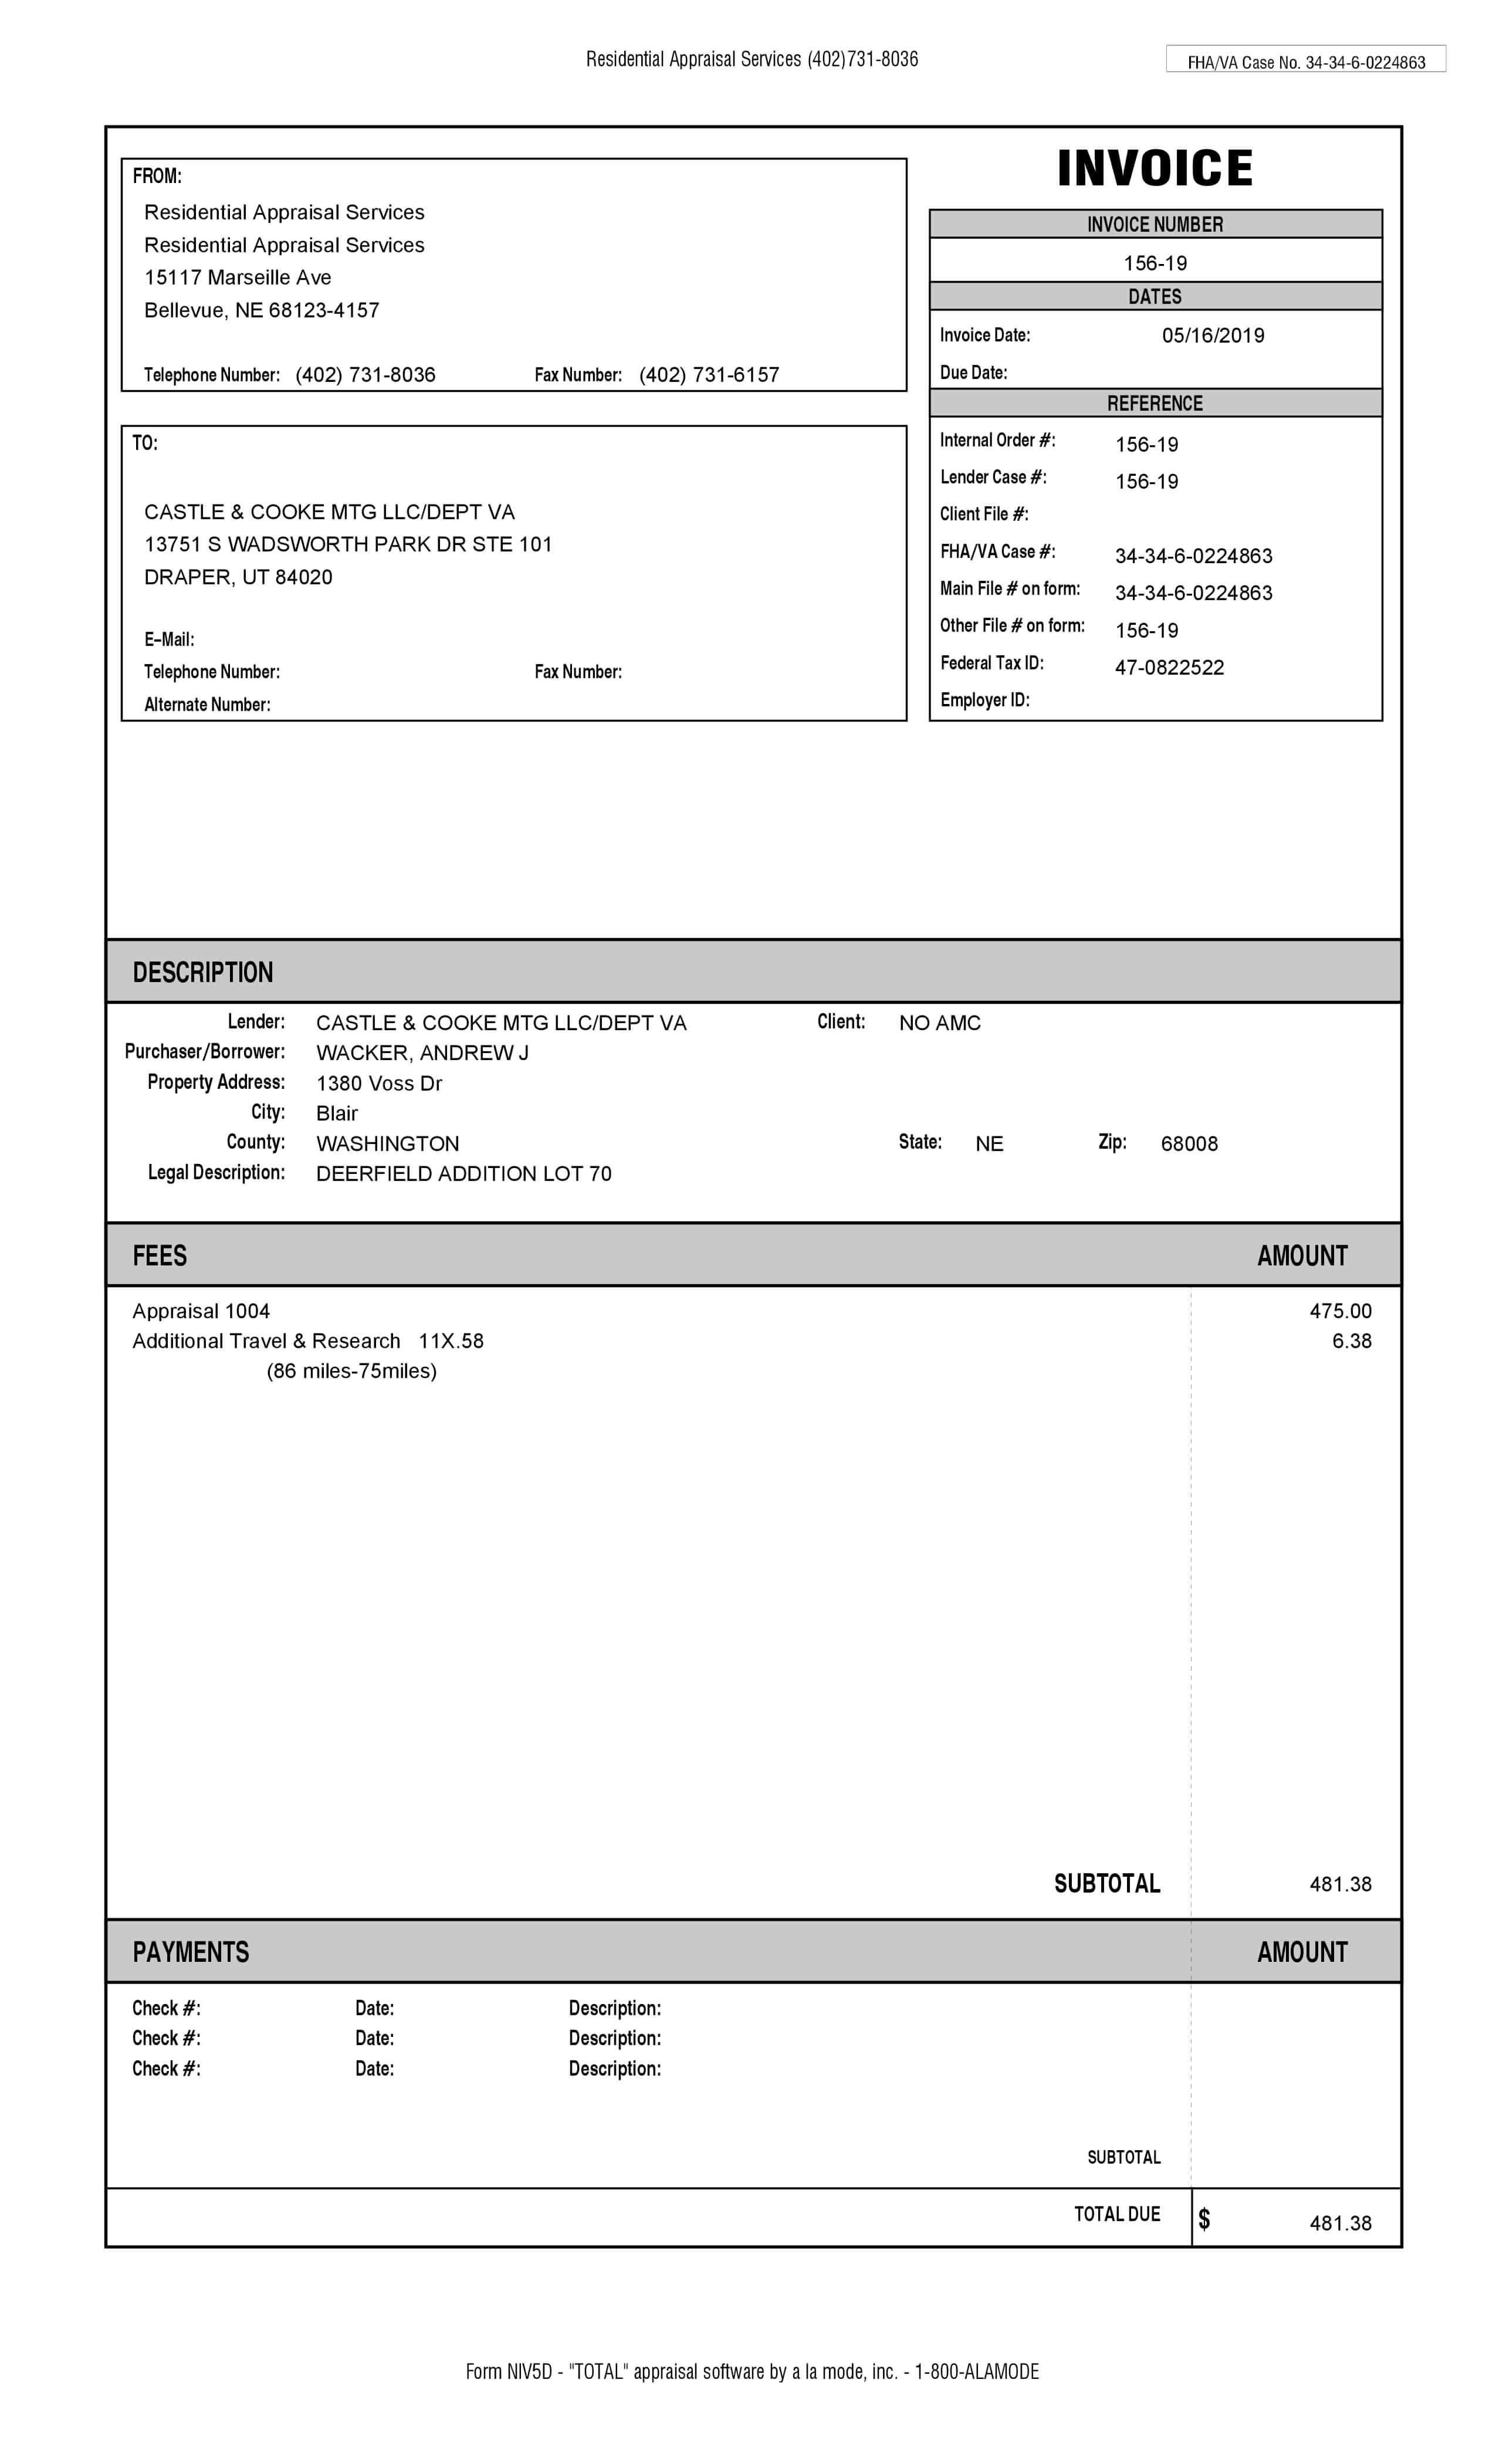 Residential Appraisal Services (402)731-8036
FHA/VA Case No. 34-34-6-0224863
FROM:
Residential Appraisal Services
Residential Appraisal Services
15117 Marseille Ave
Bellevue, NE 68123-4157
Telephone Number: (402) 731-8036 Fax Number: (402) 731-6157
TO:
CASTLE & COOKE MTG LLC/DEPT VA
13751 S WADSWORTH PARK DR STE 101
DRAPER, UT 84020
E-Mail:
Telephone Number: Fax Number:
Alternate Number:
INVOICE
INVOICE NUMBER
156-19
DATES
Invoice Date: 05/16/2019
Due Date:
REFERENCE
Internal Order #: 156-19
Lender Case #: 156-19
Client File #:
FHA/VA Case #: 34-34-6-0224863
Main File # on form: 34-34-6-0224863
Other File # on form: 156-19
Federal Tax ID: 47-0822522
Employer ID:
DESCRIPTION
Lender: CASTLE & COOKE MTG LLC/DEPT VA Client: NO AMC
Purchaser/Borrower: WACKER, ANDREW J
Property Address: 1380 Voss Dr
City: Blair
County: WASHINGTON State: NE Zip: 68008
Legal Description: DEERFIELD ADDITION LOT 70
FEES AMOUNT
Appraisal 1004 475.00
Additional Travel & Research 11X.58 6.38
(86 miles-75miles)
SUBTOTAL 481.38
PAYMENTS AMOUNT
Check #: Date: Description:
Check #: Date: Description:
Check #: Date: Description:
SUBTOTAL
TOTAL DUE $ 481.38
Form NIV5D - "TOTAL" appraisal software by a la mode, inc. - 1-800-ALAMODE